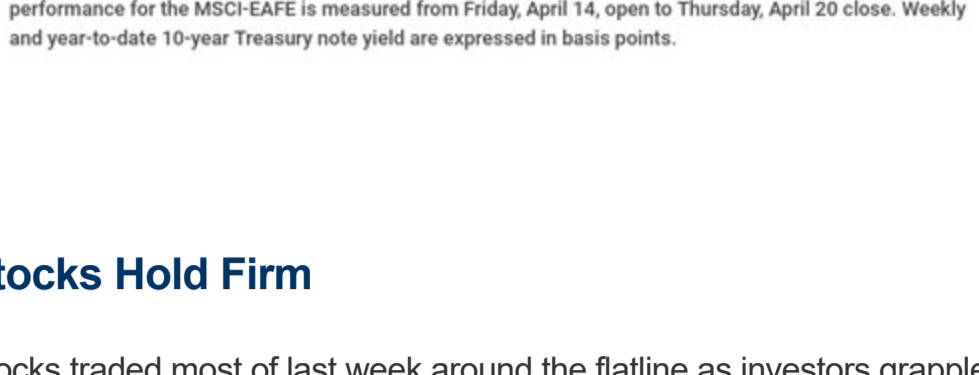 performance for the MSCI-EAFE is measured from Friday, April 14, open to Thursday, April 20 close. Weekly
and year-to-date 10-year Treasury note yield are expressed in basis points.
tocks Hold Firm
ocks traded most of last week around the flatline as investors grapple